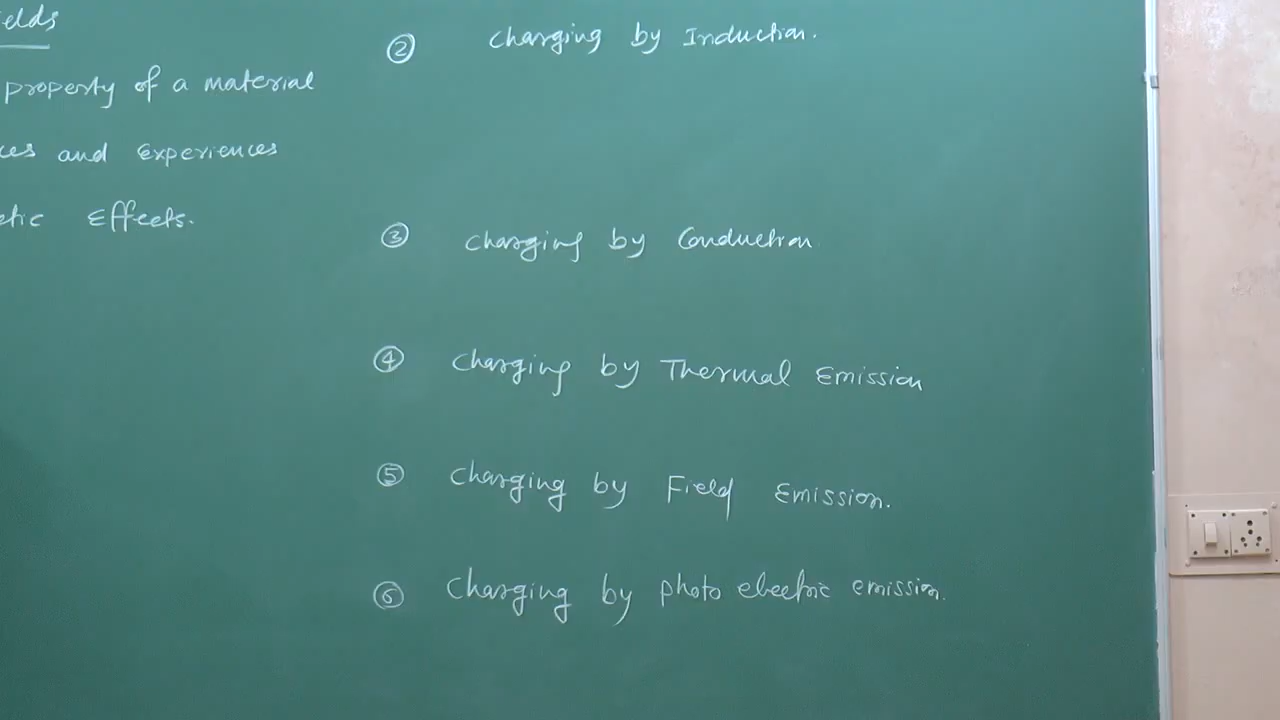 elds
property of a material
ces and experiences
etic Effects.
② Charging by Induction.
③ Charging by Conduction
④ Charging by Thermal Emission
⑤ Charging by Field Emission.
⑥ Charging by photo electric emission.